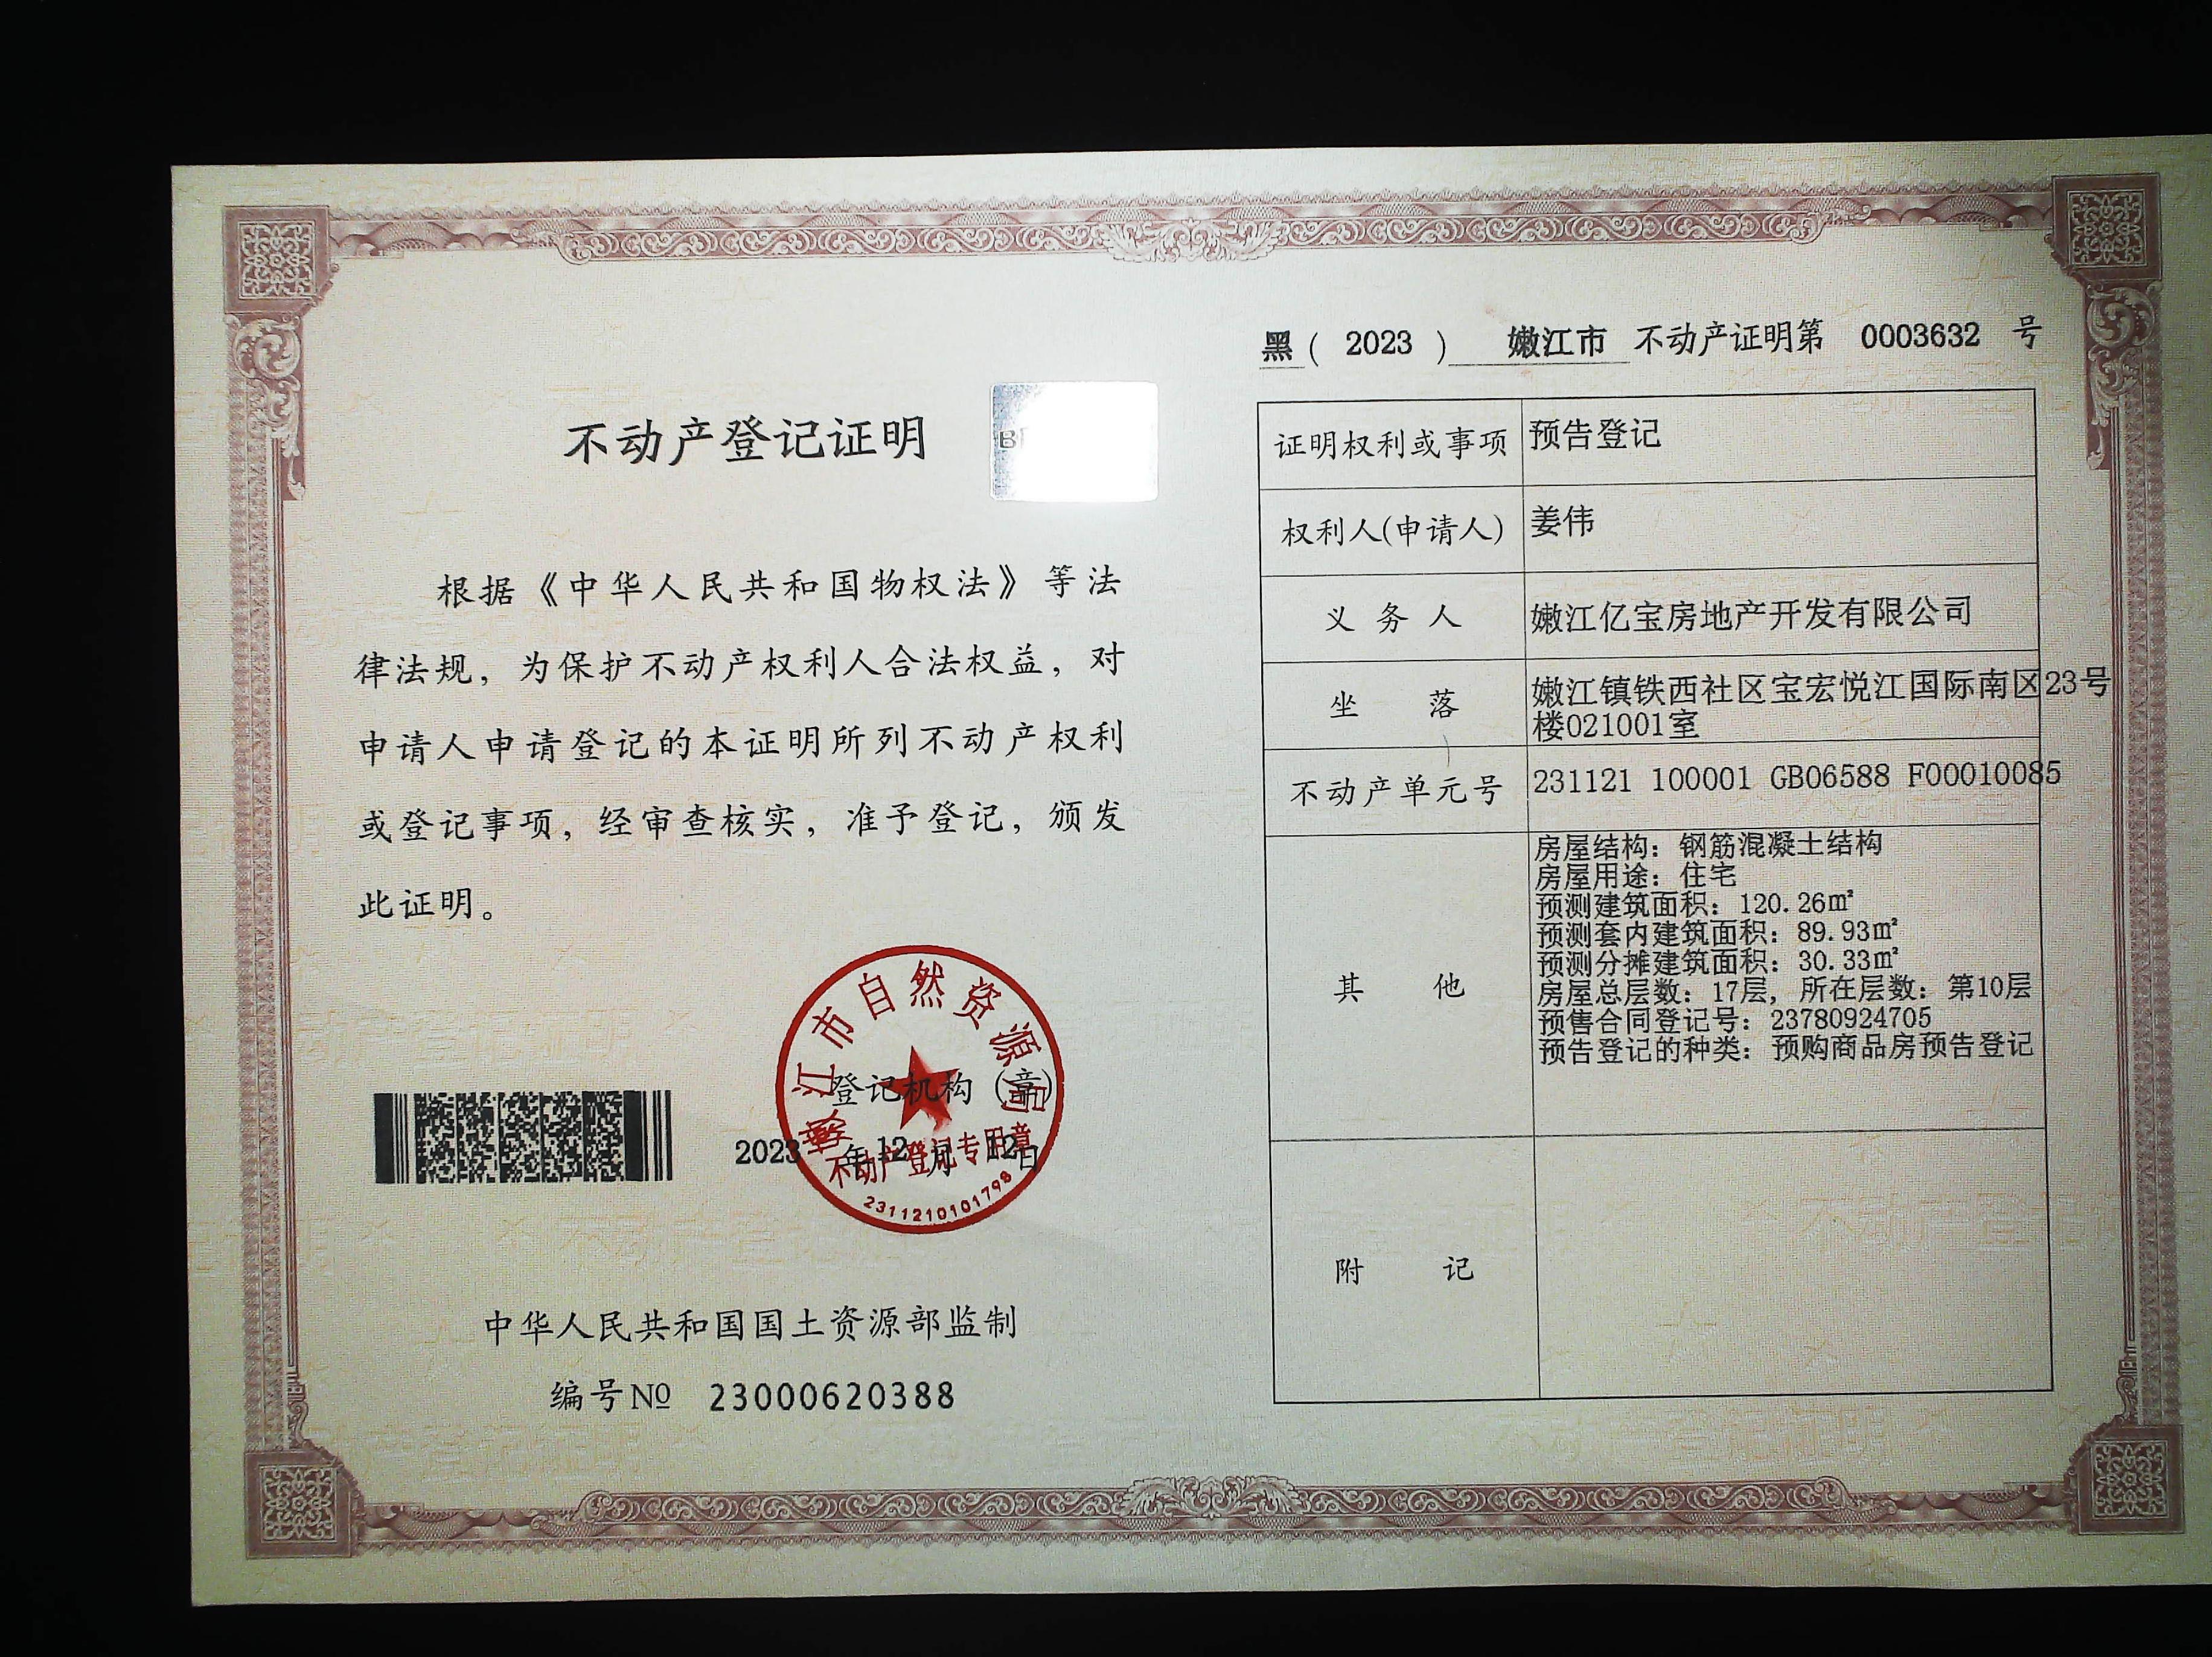 不动产登记证明
根据《中华人民共和国物权法》等法
律法规，为保护不动产权利人合法权益，对
申请人申请登记的本证明所列不动产权利
或登记事项，经审查核实，准予登记，颁发
此证明。
嫩江市自然资源局
登记机构（章）
2023年12月12日
不动产登记专用章
2311210101798
中华人民共和国国土资源部监制
编号№ 23000620388
黑（2023）嫩江市不动产证明第 0003632 号
证明权利或事项 预告登记
权利人(申请人) 姜伟
义务人 嫩江亿宝房地产开发有限公司
坐落 嫩江镇铁西社区宝宏悦江国际南区23号
楼021001室
不动产单元号 231121 100001 GB06588 F00010085
其他
房屋结构：钢筋混凝土结构
房屋用途：住宅
预测建筑面积：120.26㎡
预测套内建筑面积：89.93㎡
预测分摊建筑面积：30.33㎡
房屋总层数：17层，所在层数：第10层
预售合同登记号：23780924705
预告登记的种类：预购商品房预告登记
附记